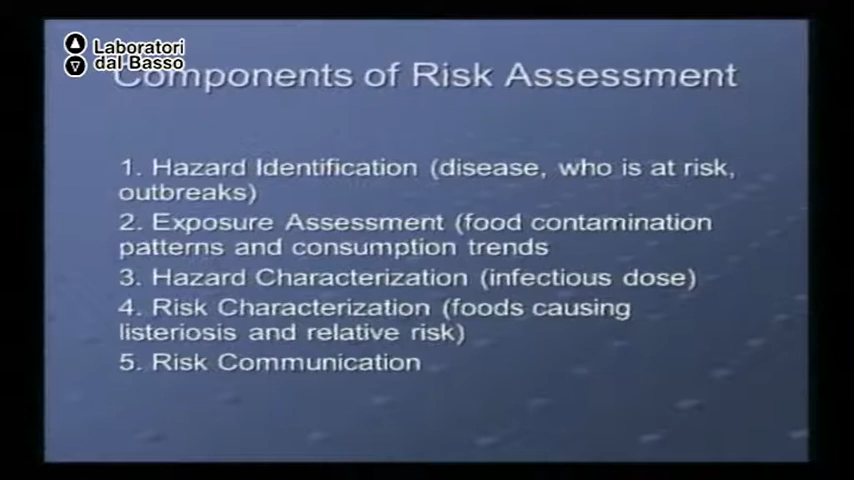 Laboratori
dal Basso
Components of Risk Assessment
1. Hazard Identification (disease, who is at risk,
outbreaks)
2. Exposure Assessment (food contamination
patterns and consumption trends
3. Hazard Characterization (infectious dose)
4. Risk Characterization (foods causing
listeriosis and relative risk)
5. Risk Communication